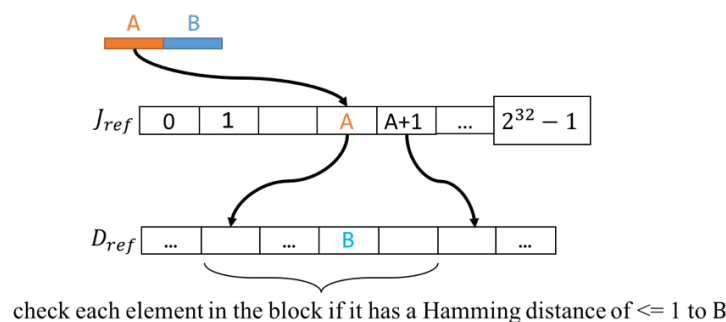 A B
J_ref 0 1 A A+1 ... 2^32 − 1
D_ref ... ... B ...
check each element in the block if it has a Hamming distance of <= 1 to B